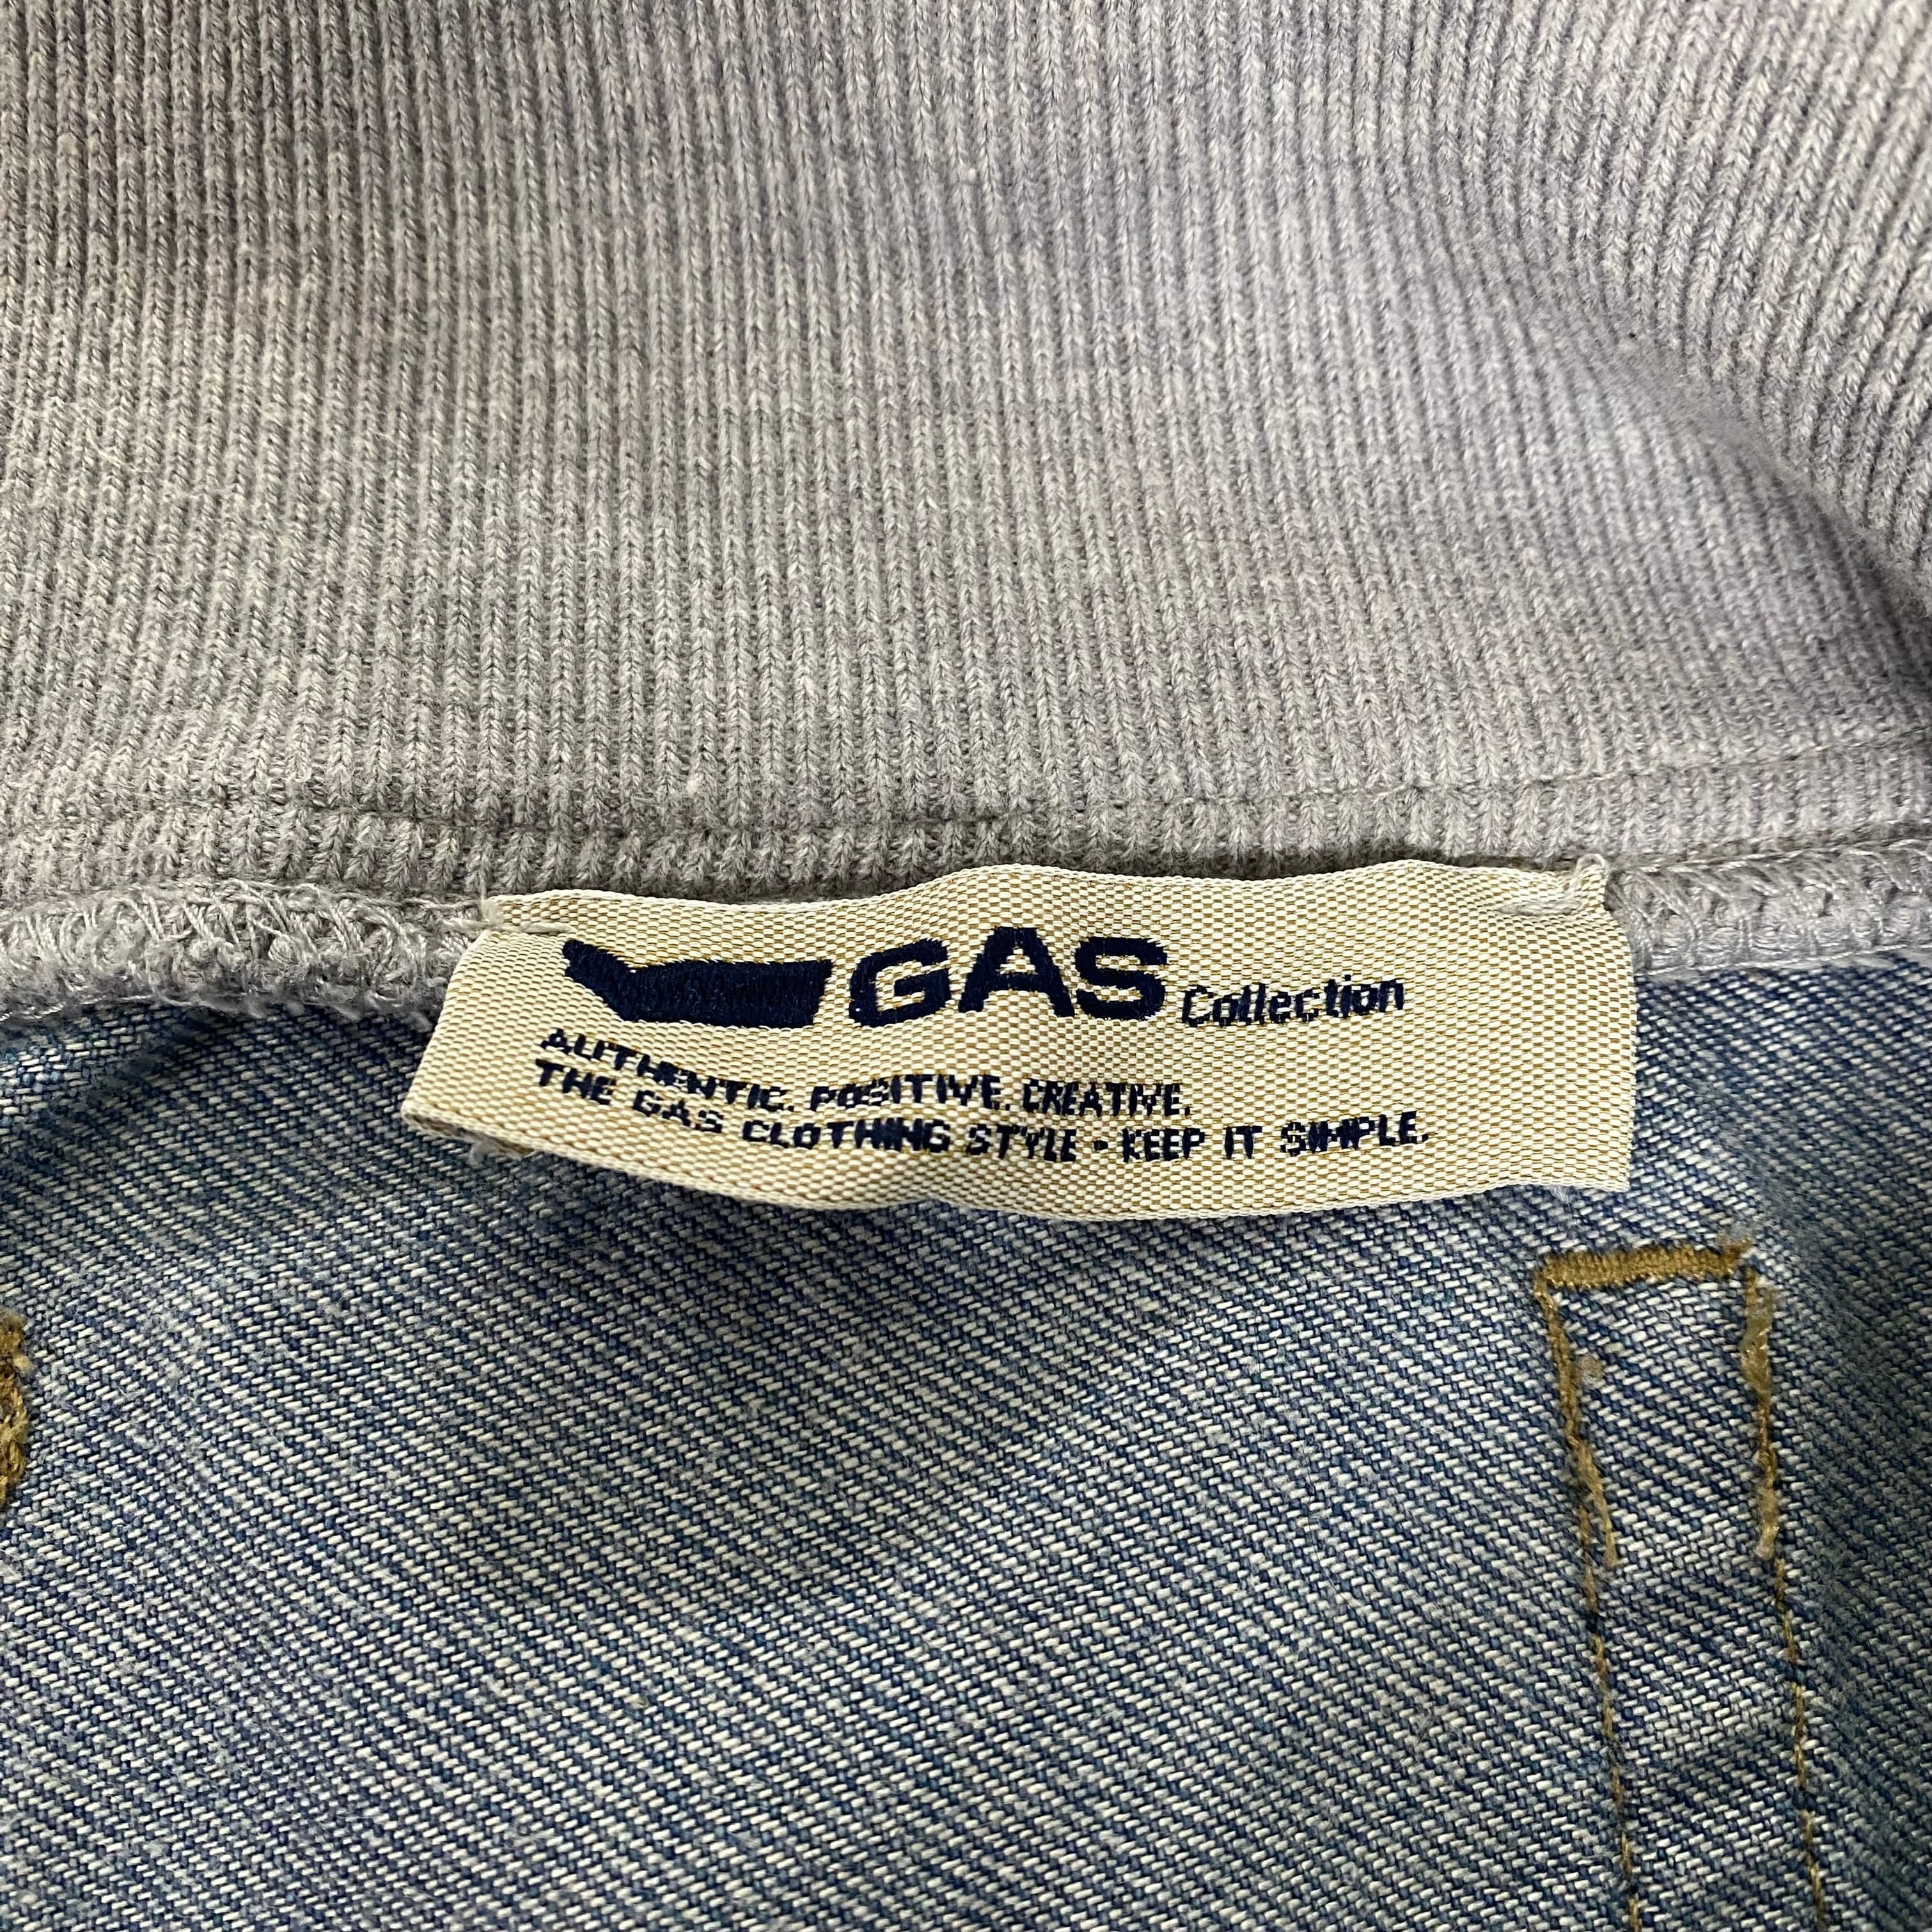 GAS Collection
AUTHENTIC. POSITIVE. CREATIVE.
THE GAS CLOTHING STYLE - KEEP IT SIMPLE.